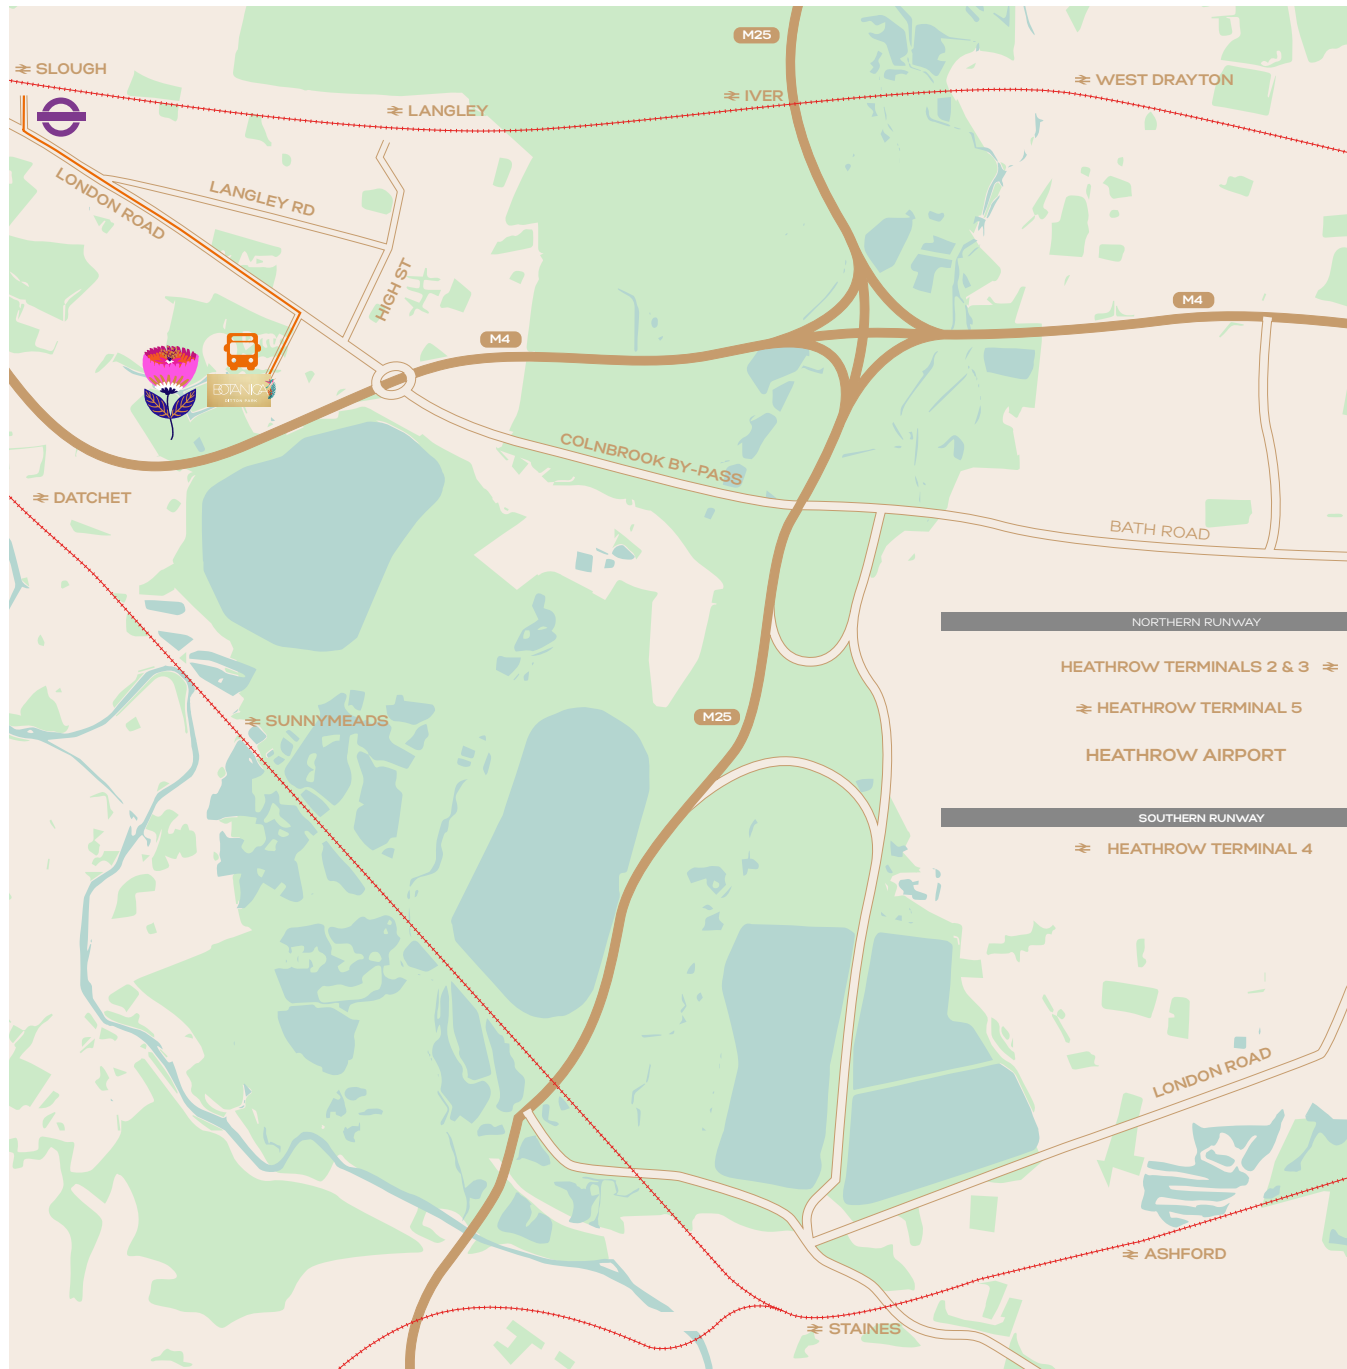 M25
SLOUGH
WEST DRAYTON
IVER
LANGLEY
LONDON ROAD
LANGLEY RD
HIGH ST
M4
M4
BOTANICA
DITTON PARK
COLNBROOK BY-PASS
DATCHET
BATH ROAD
NORTHERN RUNWAY
HEATHROW TERMINALS 2 & 3
HEATHROW TERMINAL 5
M25
SUNNYMEADS
HEATHROW AIRPORT
SOUTHERN RUNWAY
HEATHROW TERMINAL 4
LONDON ROAD
ASHFORD
STAINES